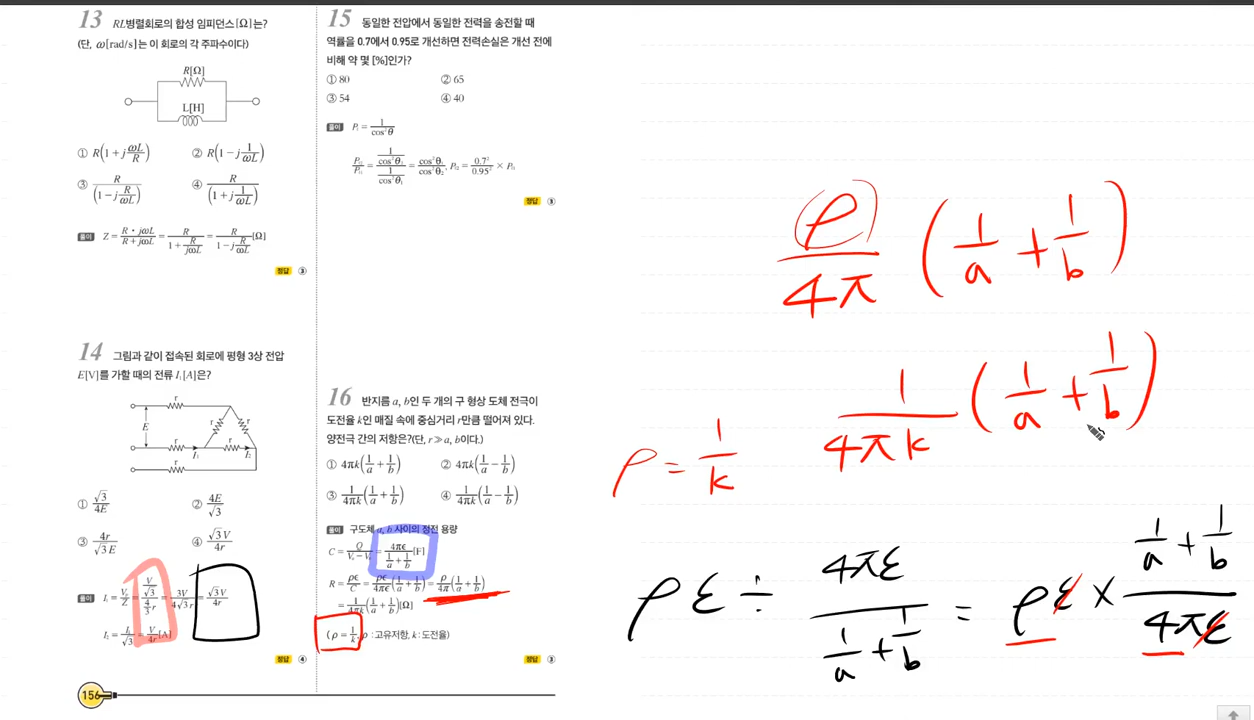 13 RL병렬회로의 합성 임피던스[Ω]는?
(단, ω[rad/s]는 이 회로의 각 주파수이다)
R[Ω]
L[H]
① R(1+j ωL/R) ② R(1-j 1/ωL)
③ R/(1-j R/ωL) ④ R/(1+j 1/ωL)
풀이 Z = R·jωL/R+jωL = R/1+R/jωL = R/1-j R/ωL [Ω]
정답 ③
14 그림과 같이 접속된 회로에 평형 3상 전압
E[V]를 가할 때의 전류 I₁[A]은?
r
r r
E
r r
I₁ I₂
r
① √3/4E ② 4E/√3
③ 4r/√3E ④ √3V/4r
풀이 I₁ = V/√3 / 4/3 r = 3V/4√3r = √3V/4r
I₂ = I₁/√3 = V/4r [A]
정답 ④
156
15 동일한 전압에서 동일한 전력을 송전할 때
역률을 0.7에서 0.95로 개선하면 전력손실은 개선 전에
비해 약 몇 [%]인가?
① 80 ② 65
③ 54 ④ 40
풀이 Pₗ = 1/cos²θ
Pₗ₂/Pₗ₁ = 1/cos²θ₂ / 1/cos²θ₁ = cos²θ₁/cos²θ₂, Pₗ₂ = 0.7²/0.95² × Pₗ₁
정답 ③
16 반지름 a, b인 두 개의 구 형상 도체 전극이
도전율 k인 매질 속에 중심거리 r만큼 떨어져 있다.
양전극 간의 저항은?(단, r≫a, b이다.)
① 4πk(1/a+1/b) ② 4πk(1/a-1/b)
③ 1/4πk(1/a+1/b) ④ 1/4πk(1/a-1/b)
풀이 구도체 a, b 사이의 정전 용량
C = Q/Vₐ-V_b = 4πϵ/1/a+1/b [F]
R = ρϵ/C = ρϵ/4πϵ(1/a+1/b) = ρ/4π(1/a+1/b)
= 1/4πk(1/a+1/b)[Ω]
(ρ = 1/k, ρ : 고유저항, k : 도전율)
정답 ③
ρ/4π (1/a + 1/b)
1/4πk (1/a + 1/b)
ρ = 1/k
ρε ÷ 4πε/1/a+1/b = ρε × 1/a+1/b/4πε